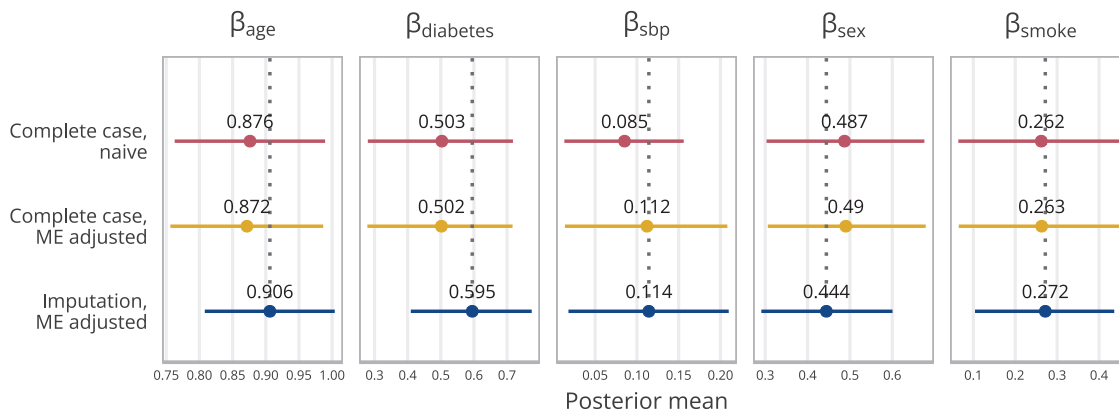 βage βdiabetes βsbp βsex βsmoke
Complete case,
naive
0.876 0.503 0.085 0.487 0.262
Complete case,
ME adjusted
0.872 0.502 0.112 0.49 0.263
Imputation,
ME adjusted
0.906 0.595 0.114 0.444 0.272
0.75 0.80 0.85 0.90 0.95 1.00 0.3 0.4 0.5 0.6 0.7 0.05 0.10 0.15 0.20 0.3 0.4 0.5 0.6 0.1 0.2 0.3 0.4
Posterior mean